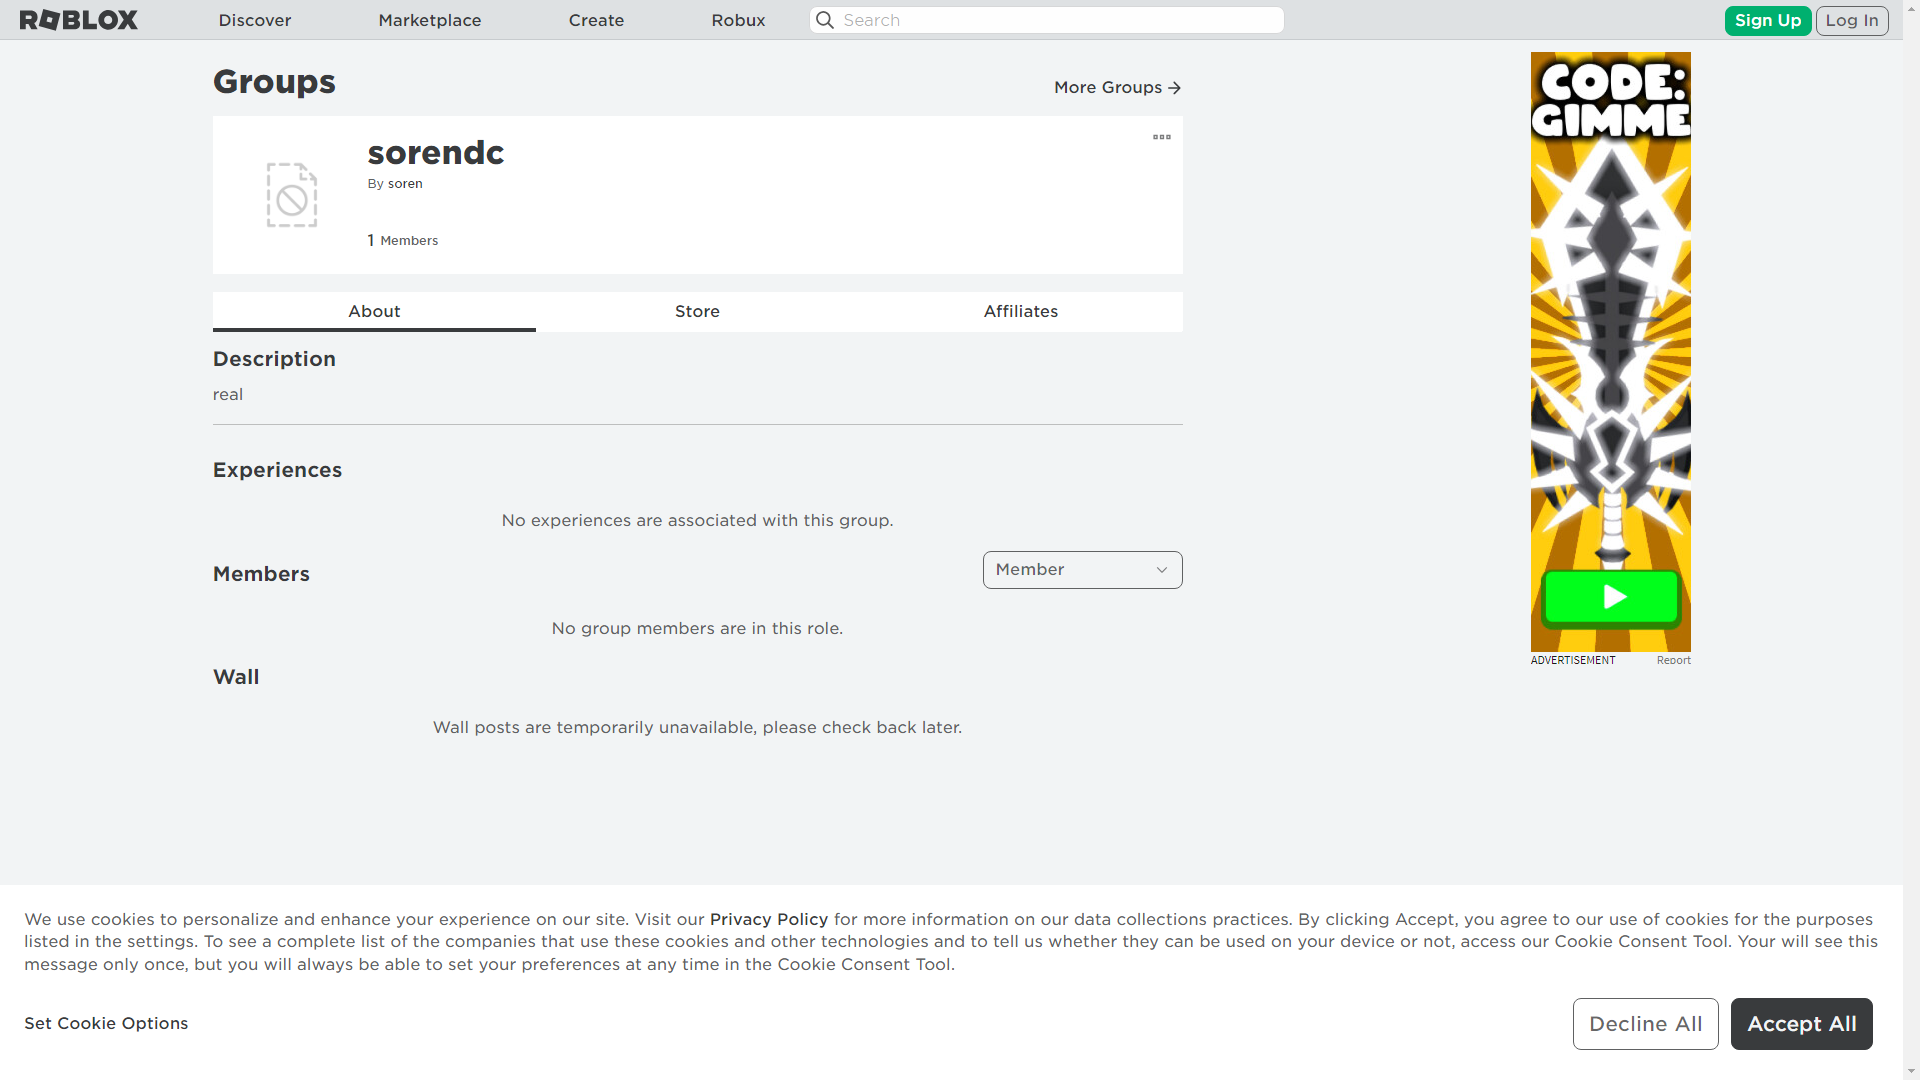 ROBLOX
Discover
Marketplace
Create
Robux
Search
Sign Up
Log In
Groups
More Groups
sorendc
By soren
1 Members
About
Store
Affiliates
Description
real
Experiences
No experiences are associated with this group.
Members
Member
No group members are in this role.
Wall
Wall posts are temporarily unavailable, please check back later.
CODE:
GIMME
ADVERTISEMENT
Report
We use cookies to personalize and enhance your experience on our site. Visit our Privacy Policy for more information on our data collections practices. By clicking Accept, you agree to our use of cookies for the purposes
listed in the settings. To see a complete list of the companies that use these cookies and other technologies and to tell us whether they can be used on your device or not, access our Cookie Consent Tool. Your will see this
message only once, but you will always be able to set your preferences at any time in the Cookie Consent Tool.
Set Cookie Options
Decline All
Accept All